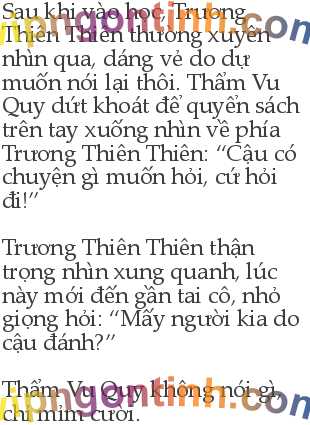 Sau khi vào học, Trương
Thiên Thiên thường xuyên
nhìn qua, dáng vẻ do dự
muốn nói lại thôi. Thẩm Vu
Quy dứt khoát để quyển sách
trên tay xuống nhìn về phía
Trương Thiên Thiên: “Cậu có
chuyện gì muốn hỏi, cứ hỏi
đi!”
Trương Thiên Thiên thận
trọng nhìn xung quanh, lúc
này mới đến gần tai cô, nhỏ
giọng hỏi: “Mấy người kia do
cậu đánh?”
Thẩm Vu Quy không nói gì,
chỉ mỉm cười.
vipngontinh.com
vipngontinh.com